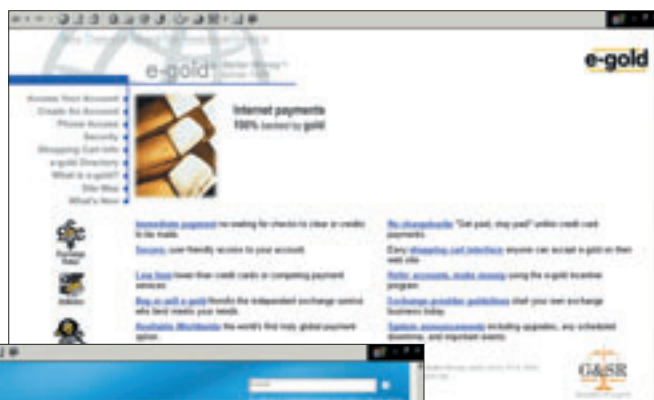 e-gold
e-gold
Access Your Account
Create An Account
Phone Access
Security
Shopping Cart Info
e-gold Directory
What is e-gold?
Site Map
What's New
Internet payments
100% backed by gold
Immediate payment no waiting for checks to clear or credits
to be made.
Secure, user-friendly access to your account.
Low fees lower than credit cards or competing payment
services.
Buy or sell e-gold the independent exchange service
who best meets your needs.
Available Worldwide the world's first truly global payment
option.
No chargebacks "Get paid, stay paid" unlike credit card
payments.
Easy shopping cart interface anyone can accept e-gold on their
web site.
Refer accounts, make money using the e-gold incentive
program.
Exchange provider guidelines start your own exchange
business today.
System announcements including upgrades, any scheduled
downtime, and important events.
G&SR